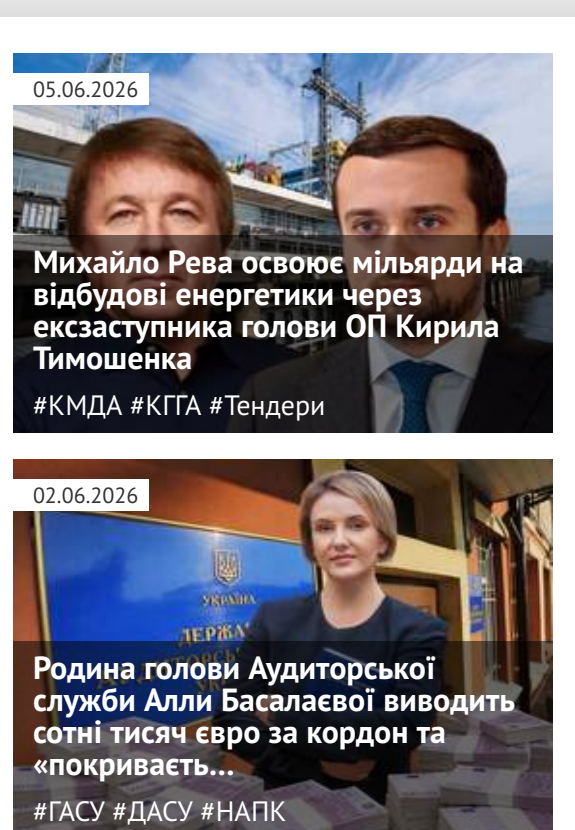 05.06.2026
Михайло Рева освоює мільярди на
відбудові енергетики через
ексзаступника голови ОП Кирила
Тимошенка
#КМДА #КГГА #Тендери
02.06.2026
УКРАЇНА
Родина голови Аудиторської
служби Алли Басалаєвої виводить
сотні тисяч євро за кордон та
«покриваєть...
#ГАСУ #ДАСУ #НАПК